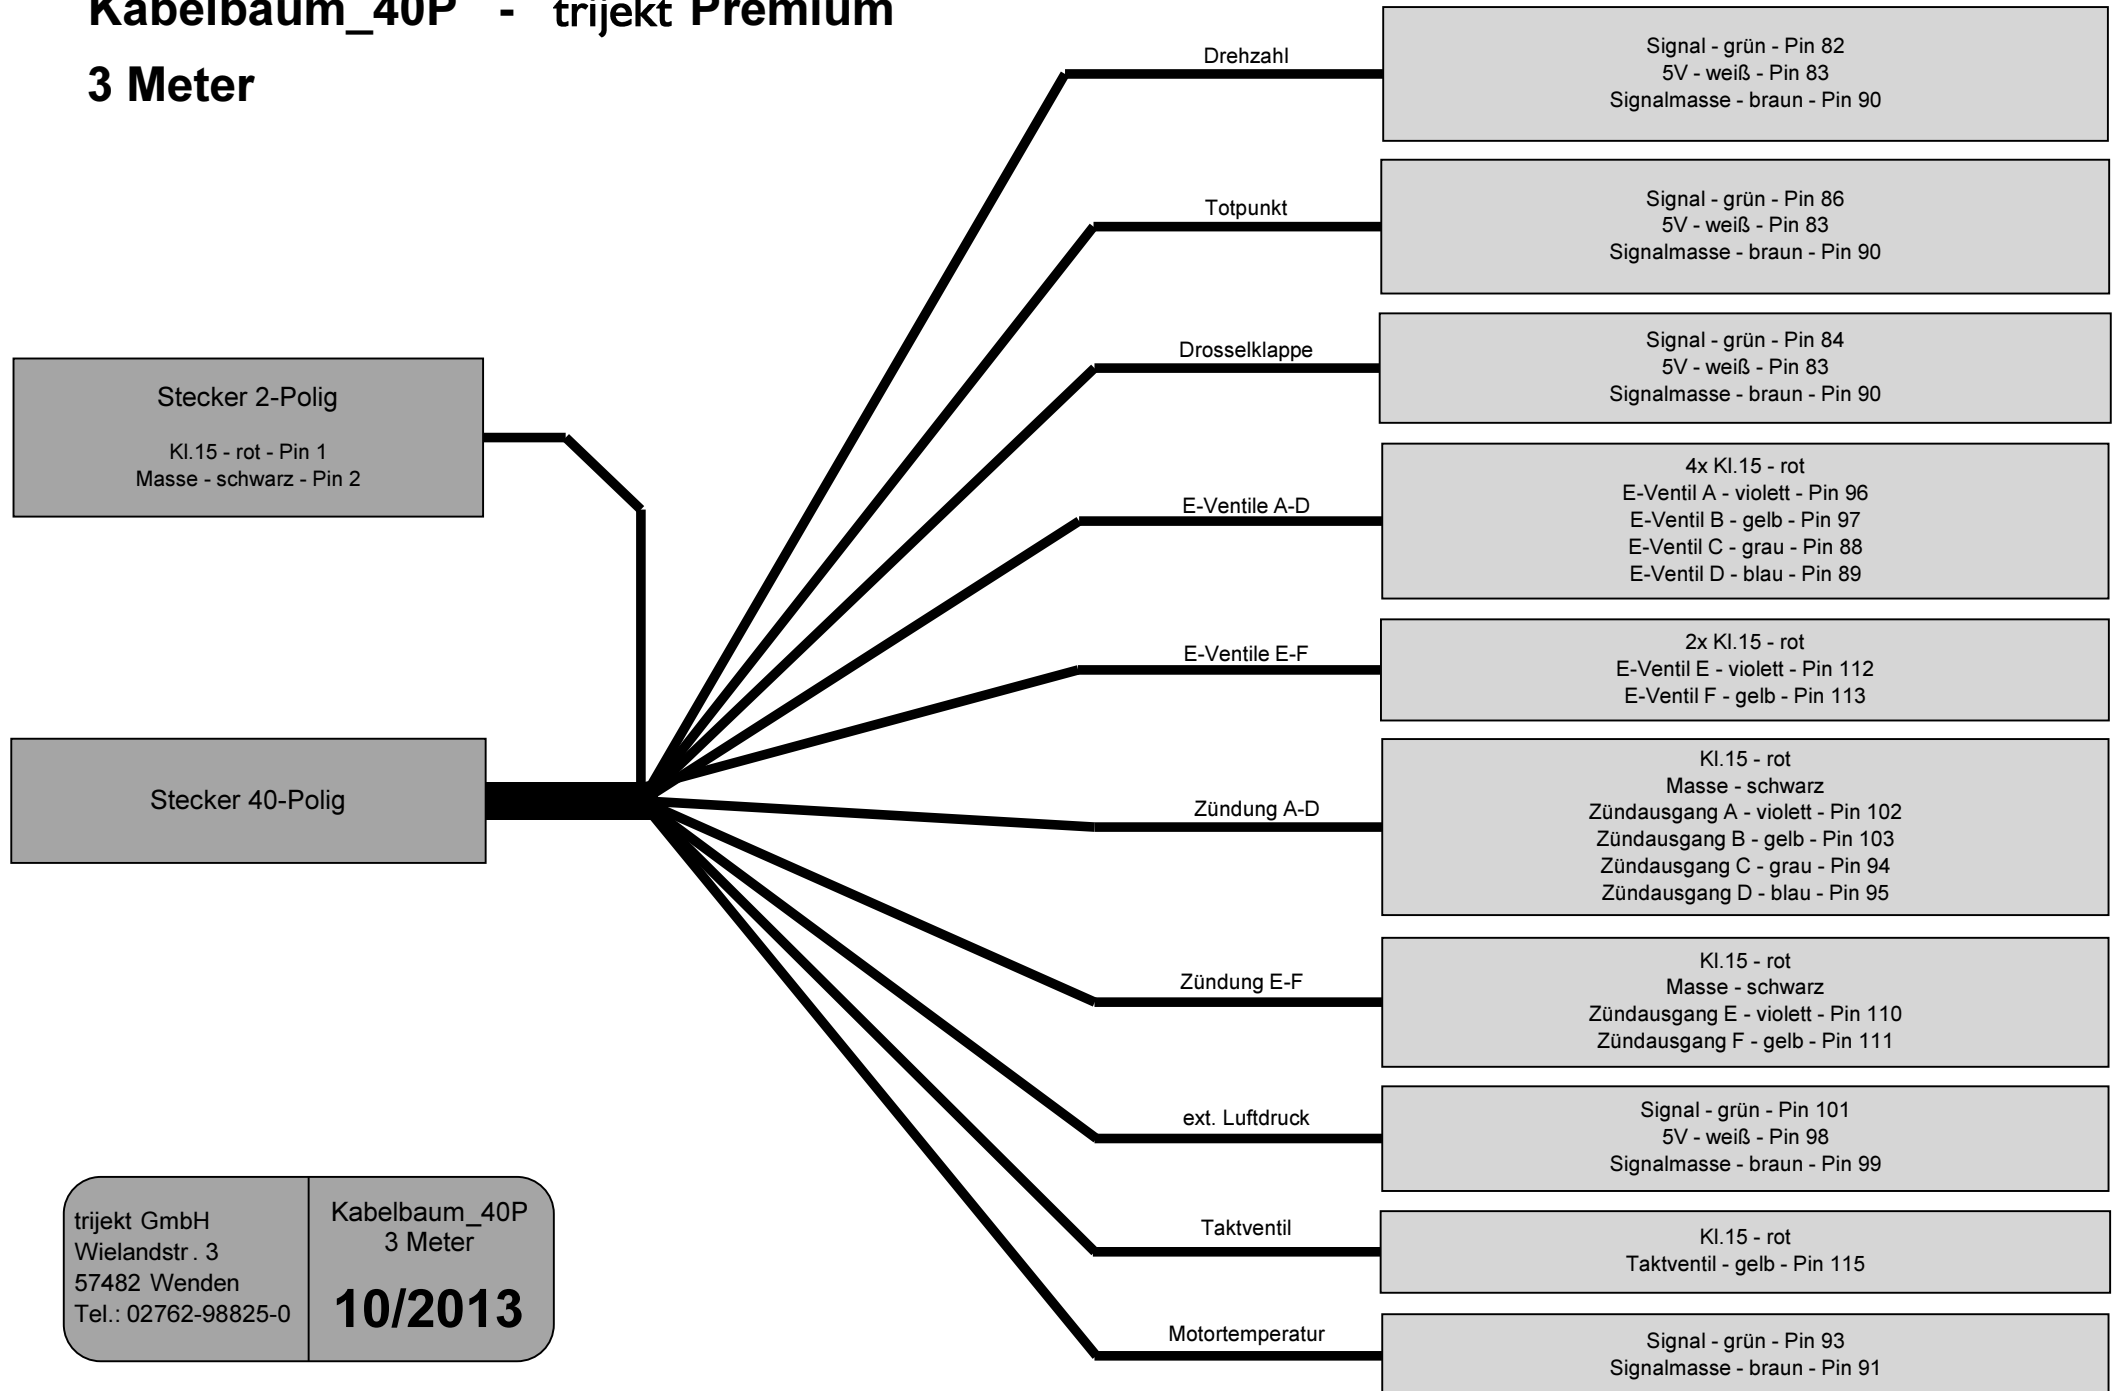 Kabelbaum_40P - trijekt Premium
3 Meter
Drehzahl
Signal - grün - Pin 82
5V - weiß - Pin 83
Signalmasse - braun - Pin 90
Totpunkt
Signal - grün - Pin 86
5V - weiß - Pin 83
Signalmasse - braun - Pin 90
Drosselklappe
Signal - grün - Pin 84
5V - weiß - Pin 83
Signalmasse - braun - Pin 90
Stecker 2-Polig
Kl.15 - rot - Pin 1
Masse - schwarz - Pin 2
E-Ventile A-D
4x Kl.15 - rot
E-Ventil A - violett - Pin 96
E-Ventil B - gelb - Pin 97
E-Ventil C - grau - Pin 88
E-Ventil D - blau - Pin 89
E-Ventile E-F
2x Kl.15 - rot
E-Ventil E - violett - Pin 112
E-Ventil F - gelb - Pin 113
Stecker 40-Polig
Zündung A-D
Kl.15 - rot
Masse - schwarz
Zündausgang A - violett - Pin 102
Zündausgang B - gelb - Pin 103
Zündausgang C - grau - Pin 94
Zündausgang D - blau - Pin 95
Zündung E-F
Kl.15 - rot
Masse - schwarz
Zündausgang E - violett - Pin 110
Zündausgang F - gelb - Pin 111
ext. Luftdruck
Signal - grün - Pin 101
5V - weiß - Pin 98
Signalmasse - braun - Pin 99
Taktventil
Kl.15 - rot
Taktventil - gelb - Pin 115
Motortemperatur
Signal - grün - Pin 93
Signalmasse - braun - Pin 91
trijekt GmbH
Wielandstr. 3
57482 Wenden
Tel.: 02762-98825-0
Kabelbaum_40P
3 Meter
10/2013